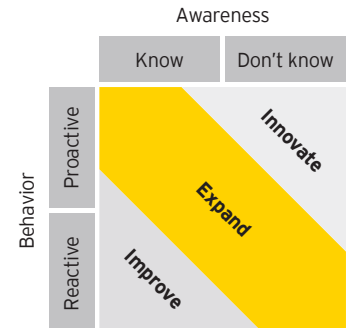 Awareness
Know
Don't know
Behavior
Proactive
Reactive
Innovate
Expand
Improve